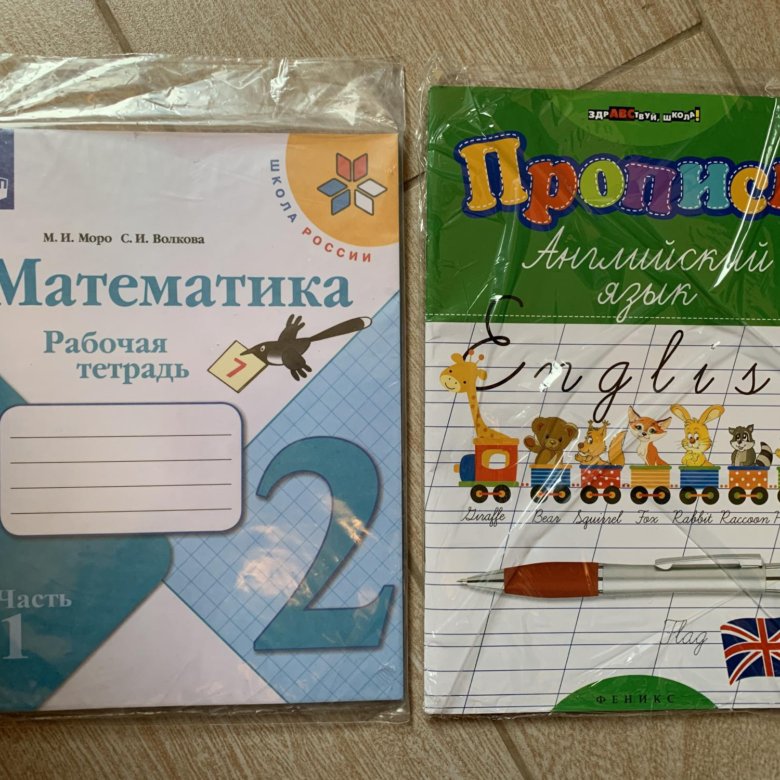 ШКОЛА РОССИИ
М. И. Моро С. И. Волкова
Математика
Рабочая
тетрадь
7
2
Часть
1
ЗДРАВСТВУЙ, ШКОЛА!
Прописи
Английский
язык
Englis
Giraffe Bear Squirrel Fox Rabbit Raccoon
Flag
ФЕНИКС